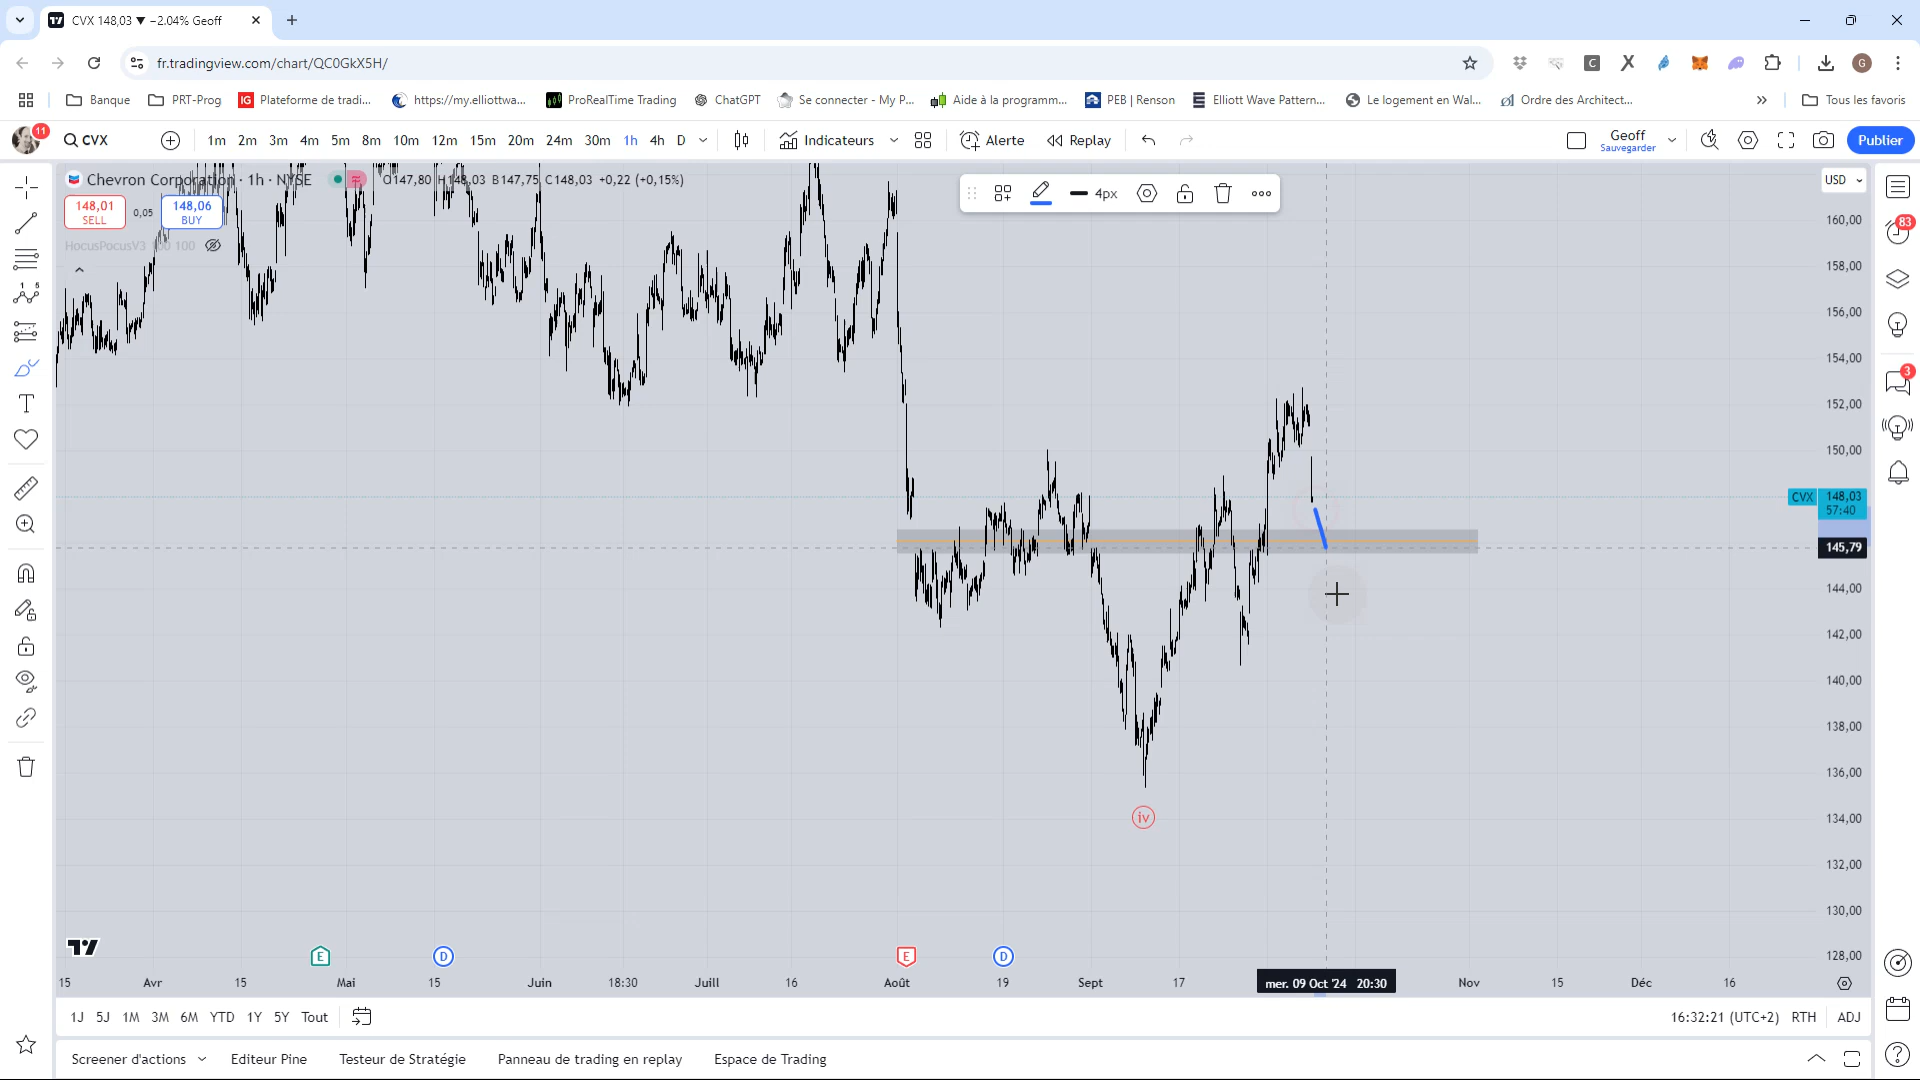 CVX 148,03 ▼ −2.04% Geoff
fr.tradingview.com/chart/QC0GkX5H/
G
Banque
PRT-Prog
IG Plateforme de tradi...
https://my.elliottwa...
ProRealTime Trading
ChatGPT
Se connecter - My P...
Aide à la programm...
PEB | Renson
Elliott Wave Pattern...
Le logement en Wal...
Ordre des Architect...
Tous les favoris
11
CVX
1m 2m 3m 4m 5m 8m 10m 12m 15m 20m 24m 30m 1h 4h D
Indicateurs
Alerte
Replay
Geoff
Sauvegarder
Publier
Chevron Corporation · 1h · NYSE
O147,80 H148,03 B147,75 C148,03 +0,22 (+0,15%)
148,01
SELL
0,05
148,06
BUY
HocusPocusV3 100 100
4px
USD
83
3
160,00
158,00
156,00
154,00
152,00
150,00
CVX 148,03
57:40
145,79
144,00
142,00
140,00
138,00
136,00
134,00
132,00
130,00
128,00
iv
E
D
E
D
15 Avr 15 Mai 15 Juin 18:30 Juill 16 Août 19 Sept 17 mer. 09 Oct '24 20:30 Nov 15 Déc 16
1J 5J 1M 3M 6M YTD 1Y 5Y Tout
16:32:21 (UTC+2) RTH ADJ
Screener d'actions
Editeur Pine
Testeur de Stratégie
Panneau de trading en replay
Espace de Trading